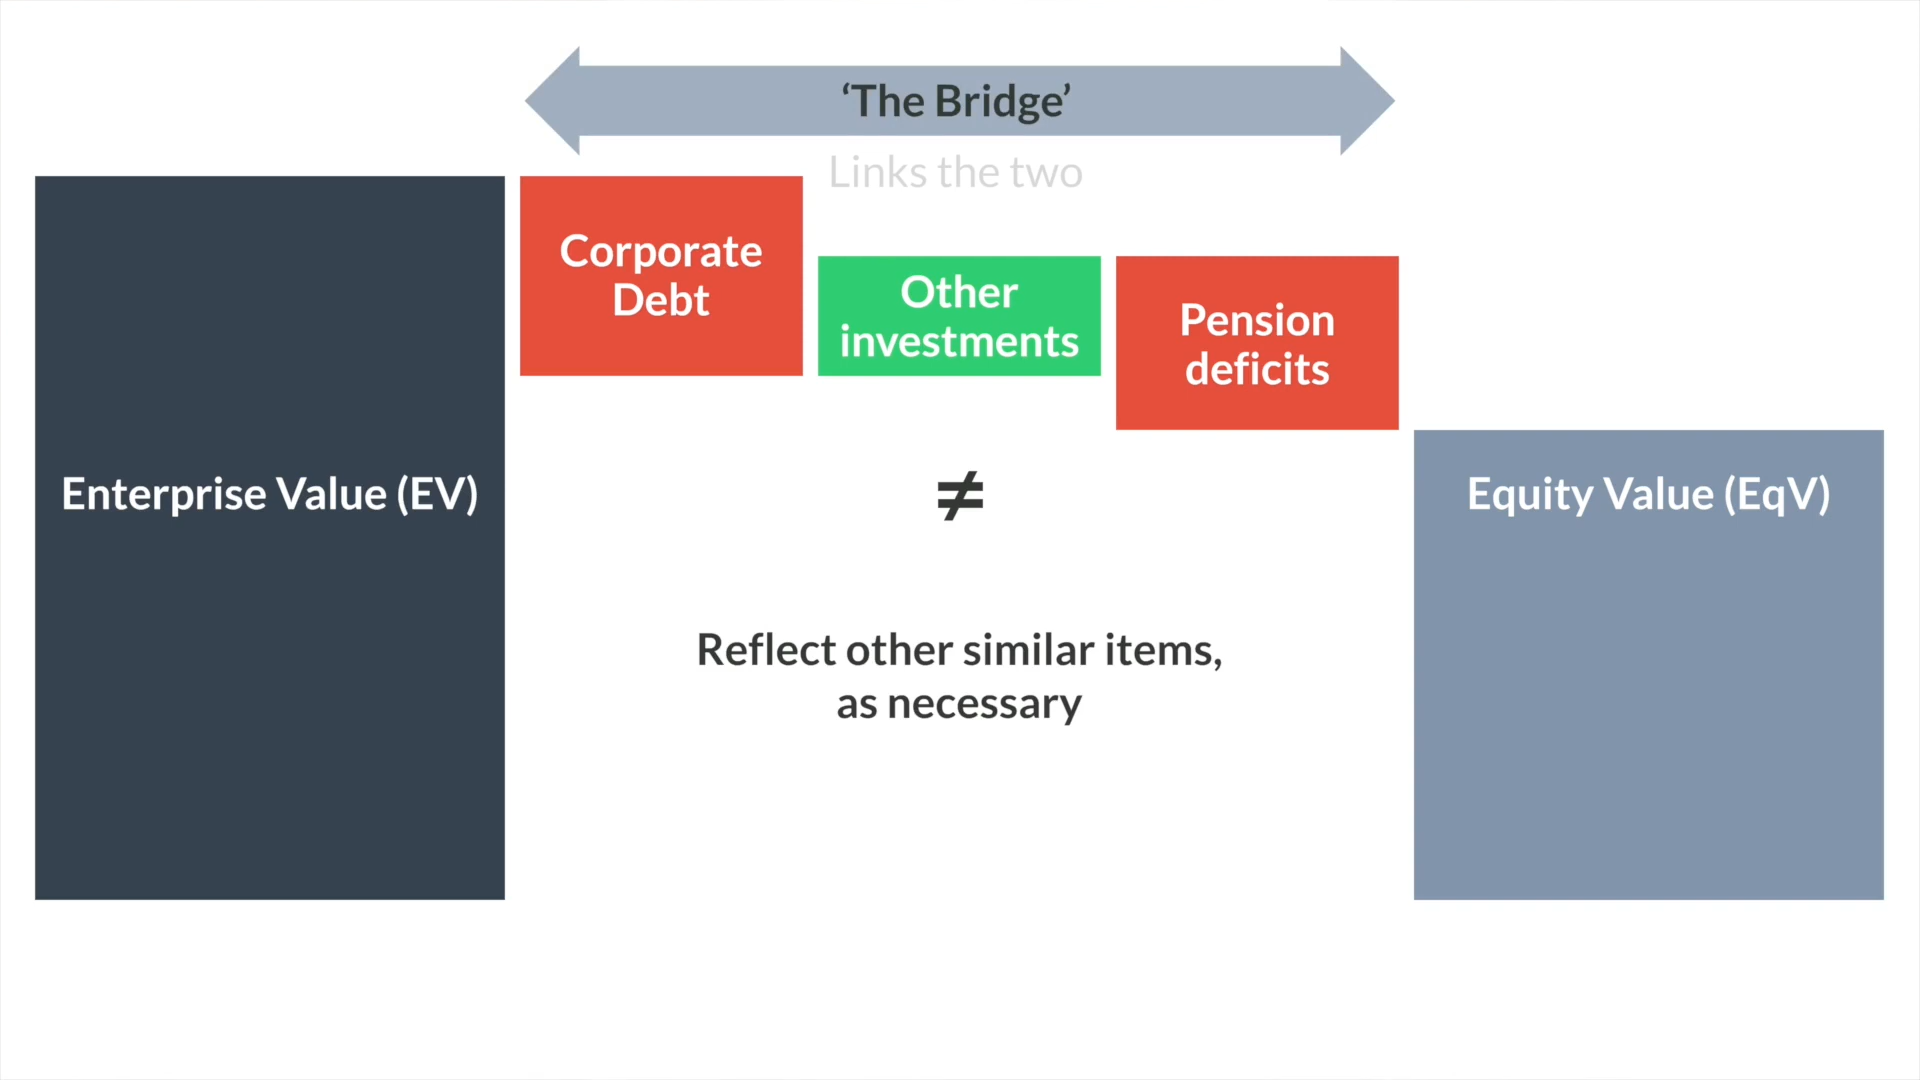 ‘The Bridge’
Links the two
Corporate
Debt
Other
investments
Pension
deficits
Enterprise Value (EV)
≠
Equity Value (EqV)
Reflect other similar items,
as necessary